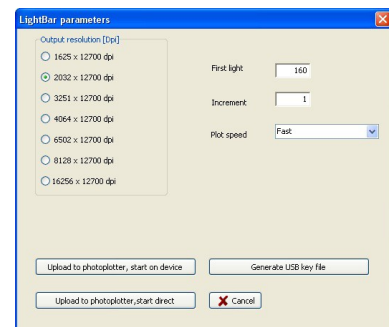 LightBar parameters
Output resolution [Dpi]
1625 x 12700 dpi
2032 x 12700 dpi
3251 x 12700 dpi
4064 x 12700 dpi
6502 x 12700 dpi
8128 x 12700 dpi
16256 x 12700 dpi
First light 160
Increment 1
Plot speed Fast
Upload to photoplotter, start on device
Generate USB key file
Upload to photoplotter,start direct
Cancel